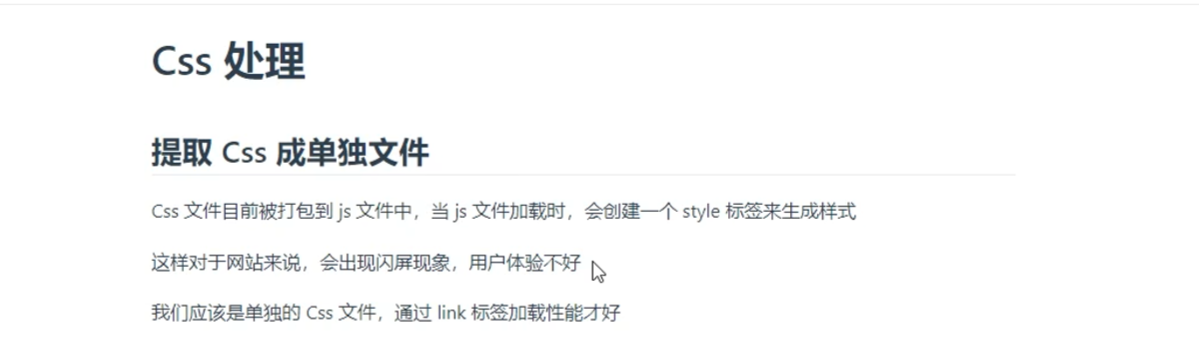 Css 处理
提取 Css 成单独文件
Css 文件目前被打包到 js 文件中，当 js 文件加载时，会创建一个 style 标签来生成样式
这样对于网站来说，会出现闪屏现象，用户体验不好
我们应该是单独的 Css 文件，通过 link 标签加载性能才好